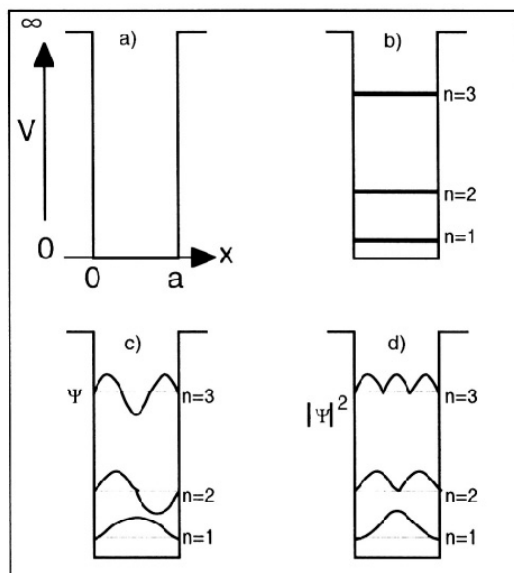 ∞
a)
V
0
0
a
X
b)
n=3
n=2
n=1
c)
Ψ
n=3
n=2
n=1
d)
|Ψ|²
n=3
n=2
n=1